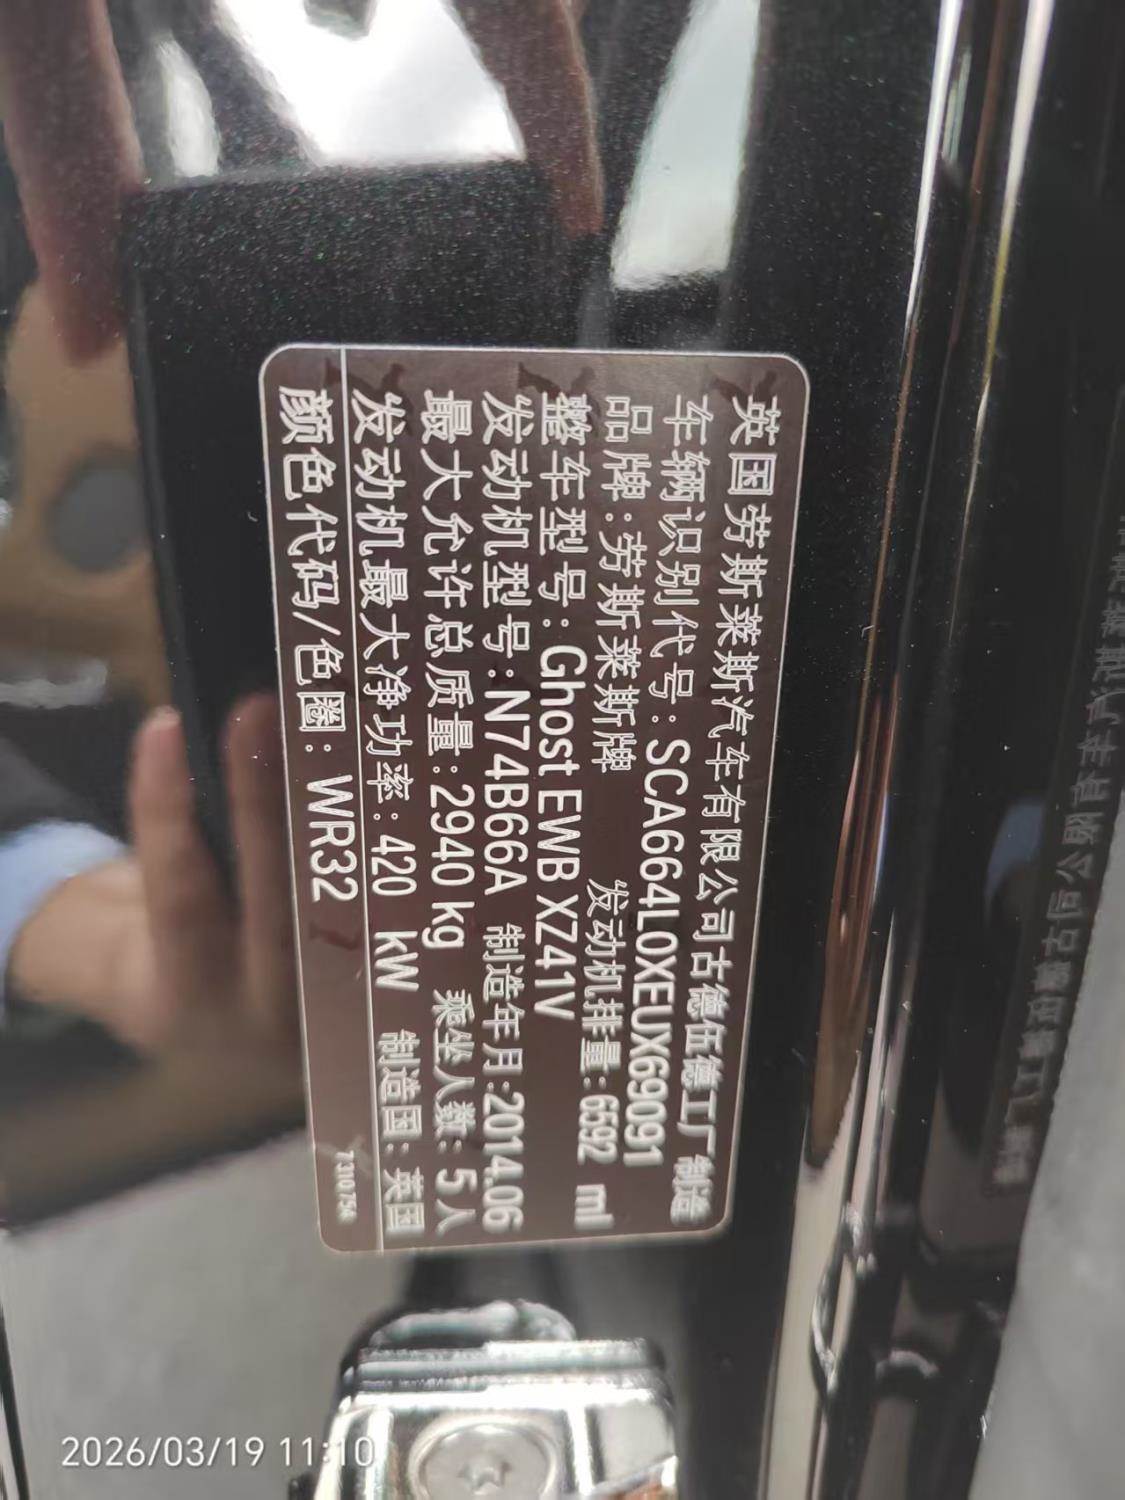 英国劳斯莱斯汽车有限公司古德伍德工厂制造
车辆识别代号:SCA664L0XEUX69091
品牌:劳斯莱斯牌 发动机排量:6592 ml
整车型号:Ghost EWB XZ41V
发动机型号:N74B66A 制造年月:2014.06
最大允许总质量:2940 kg 乘坐人数:5人
发动机最大净功率:420 kW 制造国:英国
颜色代码/色圈:WR32
2026/03/19 11:10